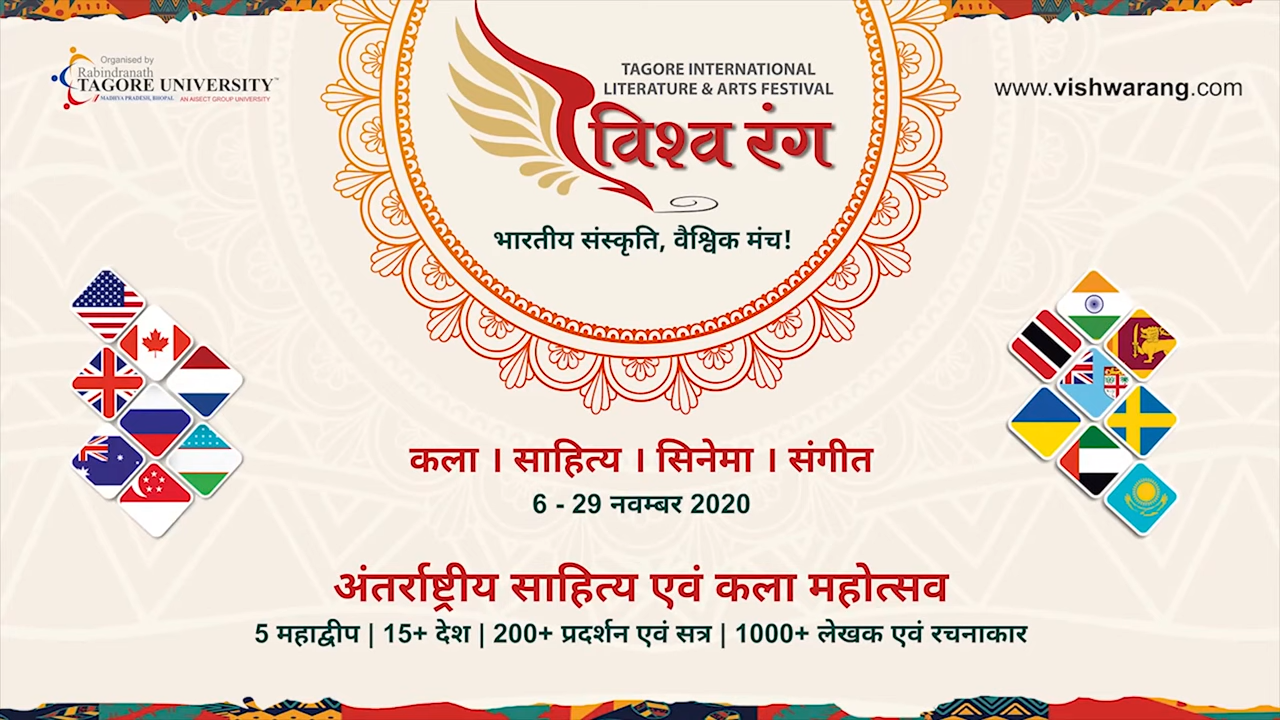 Organised by
Rabindranath
TAGORE UNIVERSITY™
MADHYA PRADESH, BHOPAL AN AISECT GROUP UNIVERSITY
TAGORE INTERNATIONAL
LITERATURE & ARTS FESTIVAL
विश्व रंग
www.vishwarang.com
भारतीय संस्कृति, वैश्विक मंच!
कला । साहित्य । सिनेमा । संगीत
6 - 29 नवम्बर 2020
अंतर्राष्ट्रीय साहित्य एवं कला महोत्सव
5 महाद्वीप | 15+ देश | 200+ प्रदर्शन एवं सत्र | 1000+ लेखक एवं रचनाकार